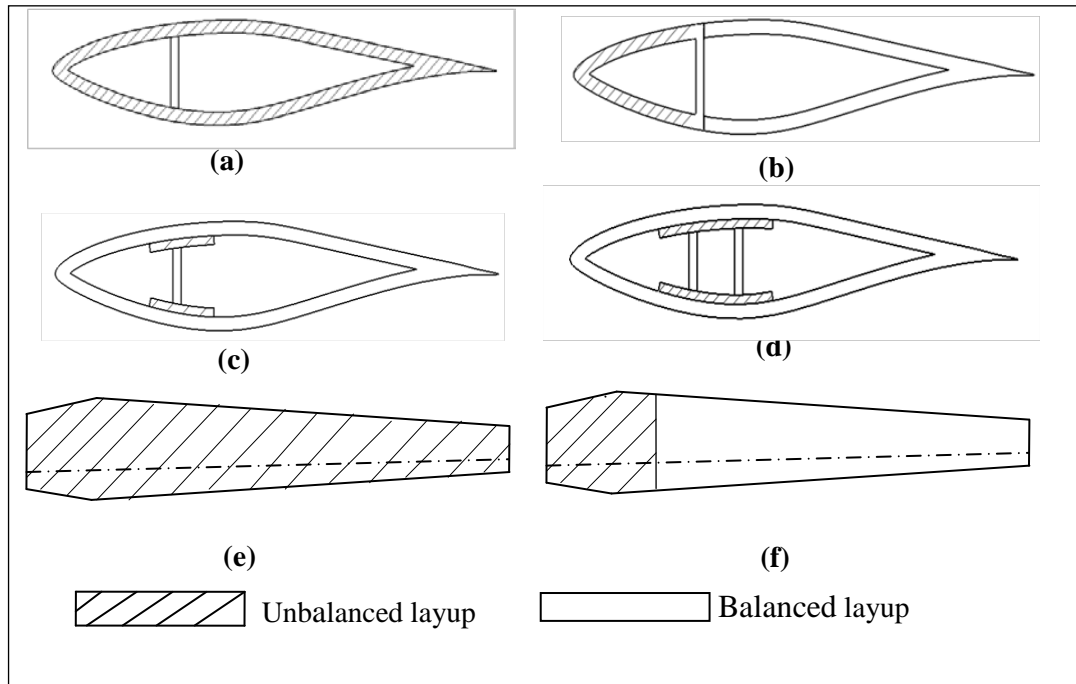 (a)
(b)
(c)
(d)
(e)
(f)
Unbalanced layup
Balanced layup